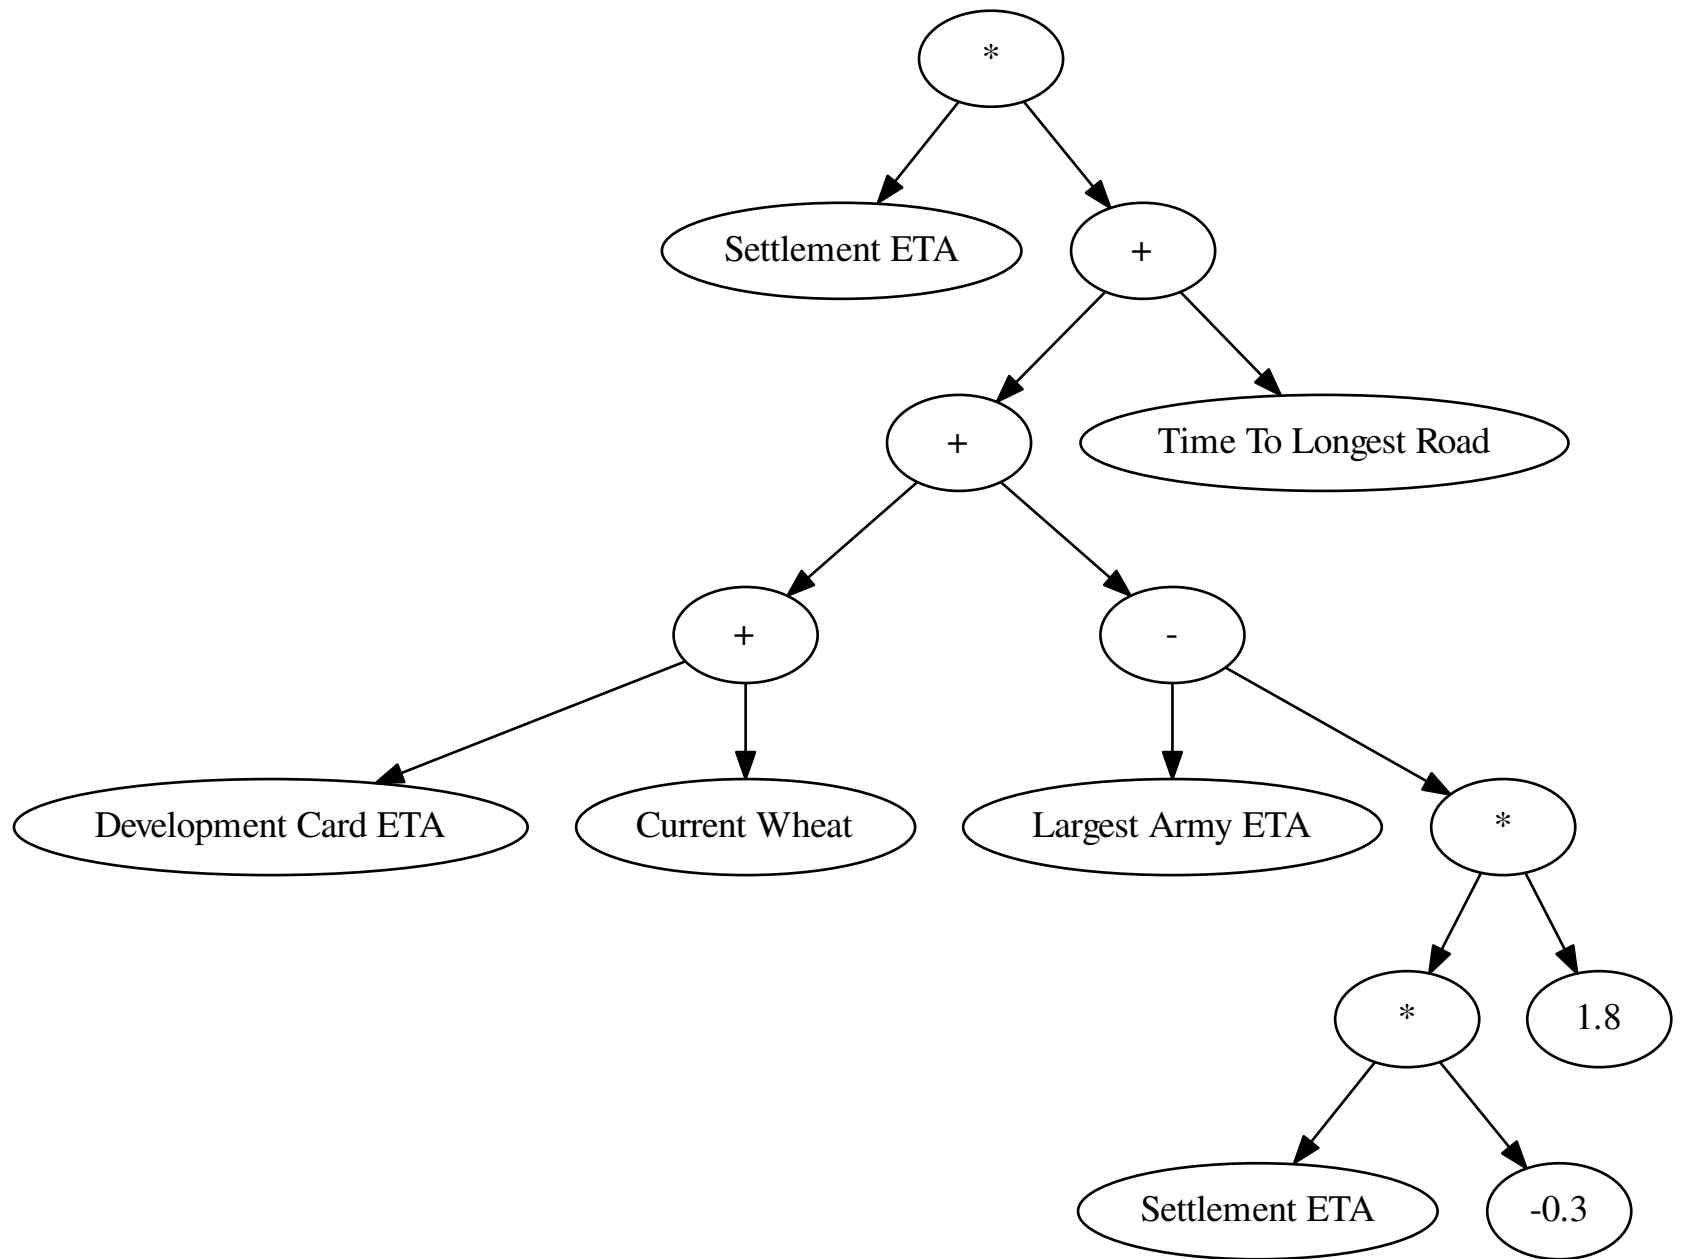 *
Settlement ETA
+
+
Time To Longest Road
+
-
Development Card ETA
Current Wheat
Largest Army ETA
*
*
1.8
Settlement ETA
-0.3